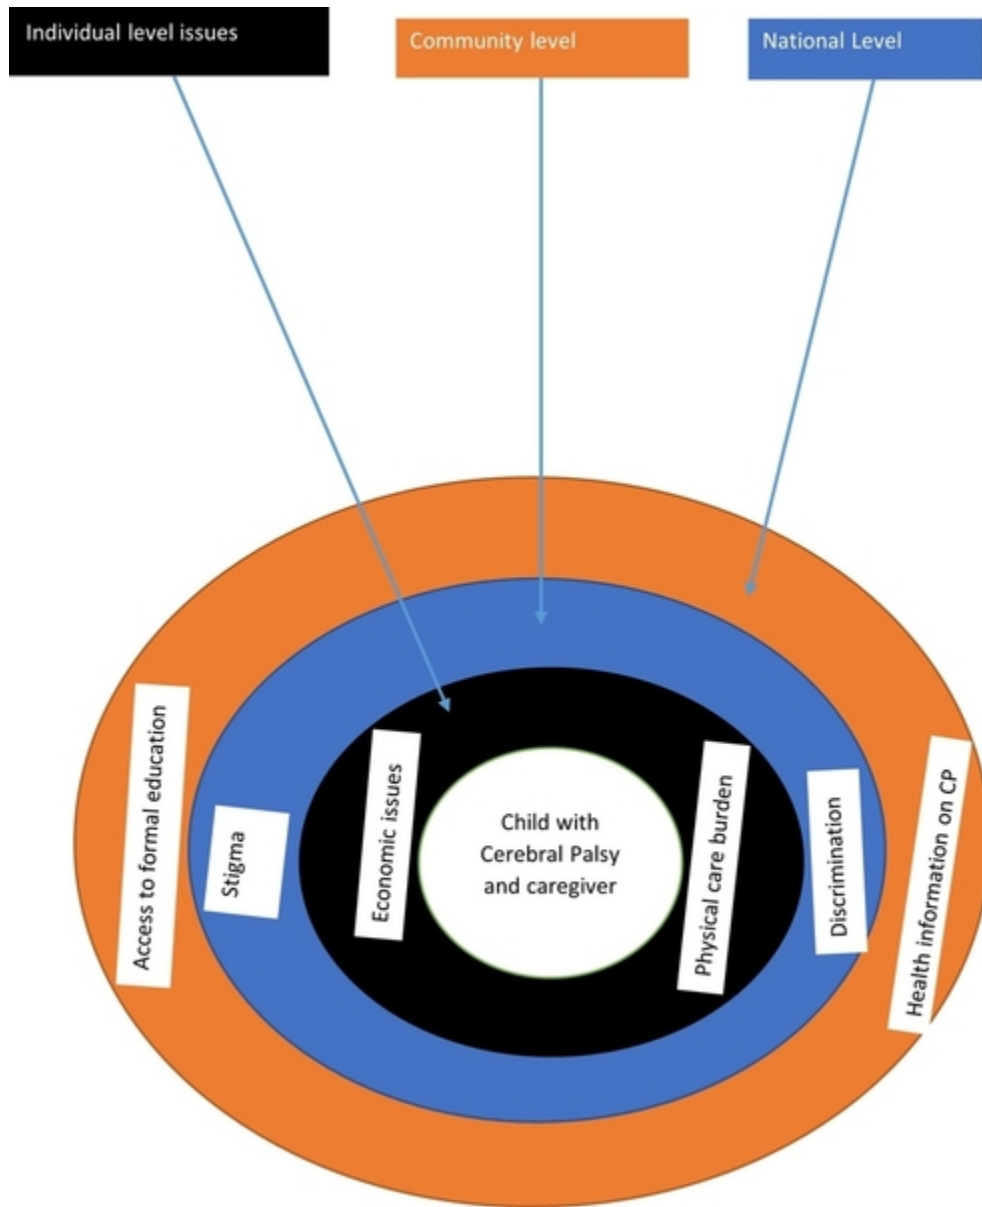 Individual level issues
Community level
National Level
Access to formal education
Stigma
Economic issues
Child with
Cerebral Palsy
and caregiver
Physical care burden
Discrimination
Health information on CP